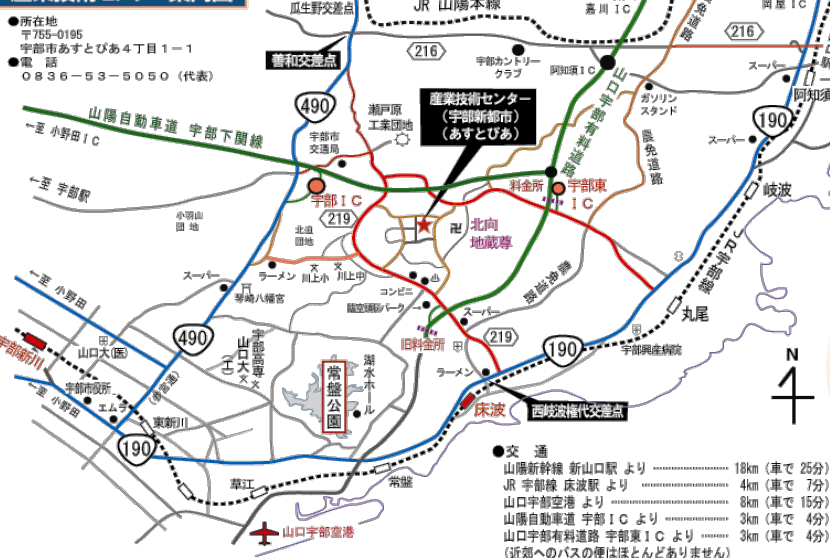 ●所在地
〒755-0195
宇部市あすとぴあ４丁目１－１
●電　話
０８３６－５３－５０５０（代表）
瓜生野交差点
JR 山陽本線
嘉川ＩＣ
農免道路
216
216
善和交差点
宇部カントリー
クラブ
阿知須ＩＣ
スーパー
阿知須
490
瀬戸原
工業団地
産業技術センター
（宇部新都市）
（あすとぴあ）
山口宇部有料道路
ガソリン
スタンド
農免道路
スーパー
190
山陽自動車道 宇部下関線
←至 小野田ＩＣ
宇部市
交通局
←至 宇部駅
宇部ＩＣ
料金所
宇部東
ＩＣ
岐波
小羽山
団地
219
北迫
団地
卍
北向
地蔵尊
ＪＲ宇部線
←至 小野田
スーパー
ラーメン
川上小
川上中
コンビニ
農免道路
琴崎八幡宮
臨空頭脳パーク
スーパー
丸尾
宇部新川
490
山口大(医)
宇部高専
山口大(工)
常盤公園
湖水ホール
旧料金所
219
190
宇部興産病院
宇部市役所
←至 小野田
エムラ
ラーメン
東新川
床波
西岐波権代交差点
N
4
190
草江
常盤
山口宇部空港
●交　通
山陽新幹線 新山口駅 より ………… 18km（車で 25分）
JR 宇部線 床波駅 より ………… 4km（車で 7分）
山口宇部空港 より ………… 8km（車で 15分）
山陽自動車道 宇部ＩＣ より ………… 3km（車で 4分）
山口宇部有料道路 宇部東ＩＣ より ………… 3km（車で 4分）
(近郊へのバスの便はほとんどありません)